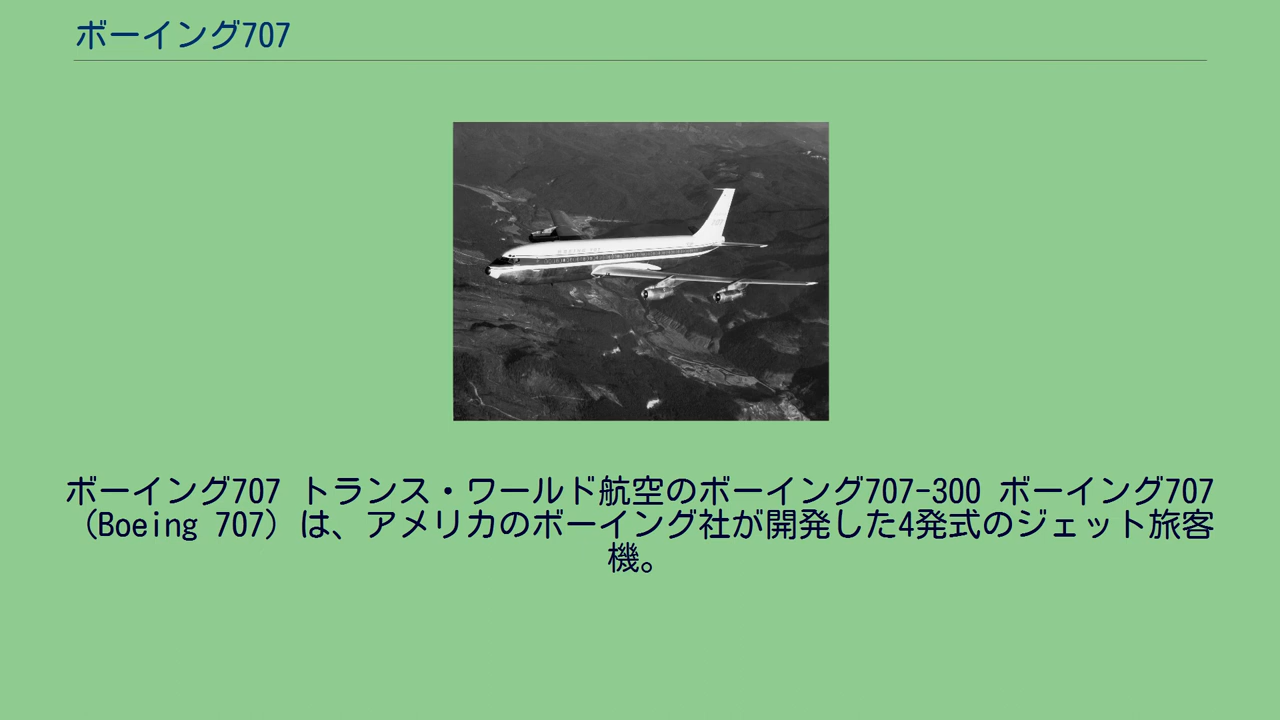 ボーイング707
ボーイング707 トランス・ワールド航空のボーイング707-300 ボーイング707
（Boeing 707）は、アメリカのボーイング社が開発した4発式のジェット旅客
機。